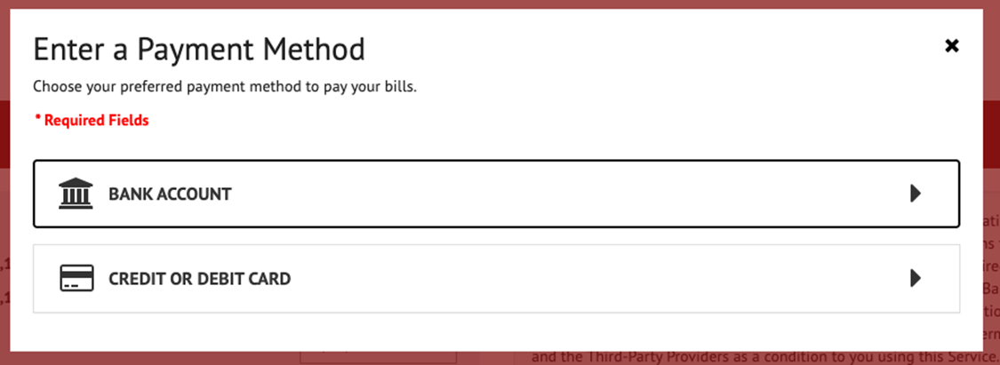 Enter a Payment Method
Choose your preferred payment method to pay your bills.
* Required Fields
BANK ACCOUNT
CREDIT OR DEBIT CARD
and the Third-Party Providers as a condition to you using this Service.